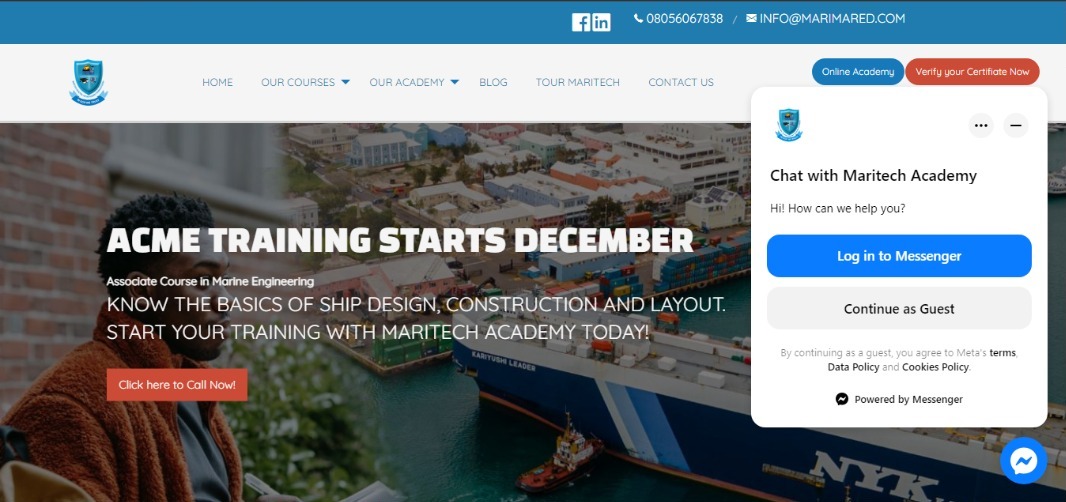 08056067838 / INFO@MARIMARED.COM
HOME OUR COURSES OUR ACADEMY BLOG TOUR MARITECH CONTACT US
Online Academy Verify your Certifiate Now
Chat with Maritech Academy
Hi! How can we help you?
Log in to Messenger
Continue as Guest
By continuing as a guest, you agree to Meta's terms,
Data Policy and Cookies Policy.
Powered by Messenger
ACME TRAINING STARTS DECEMBER
Associate Course in Marine Engineering
KNOW THE BASICS OF SHIP DESIGN, CONSTRUCTION AND LAYOUT.
START YOUR TRAINING WITH MARITECH ACADEMY TODAY!
Click here to Call Now!
KARITUSHI LEADER
NYK